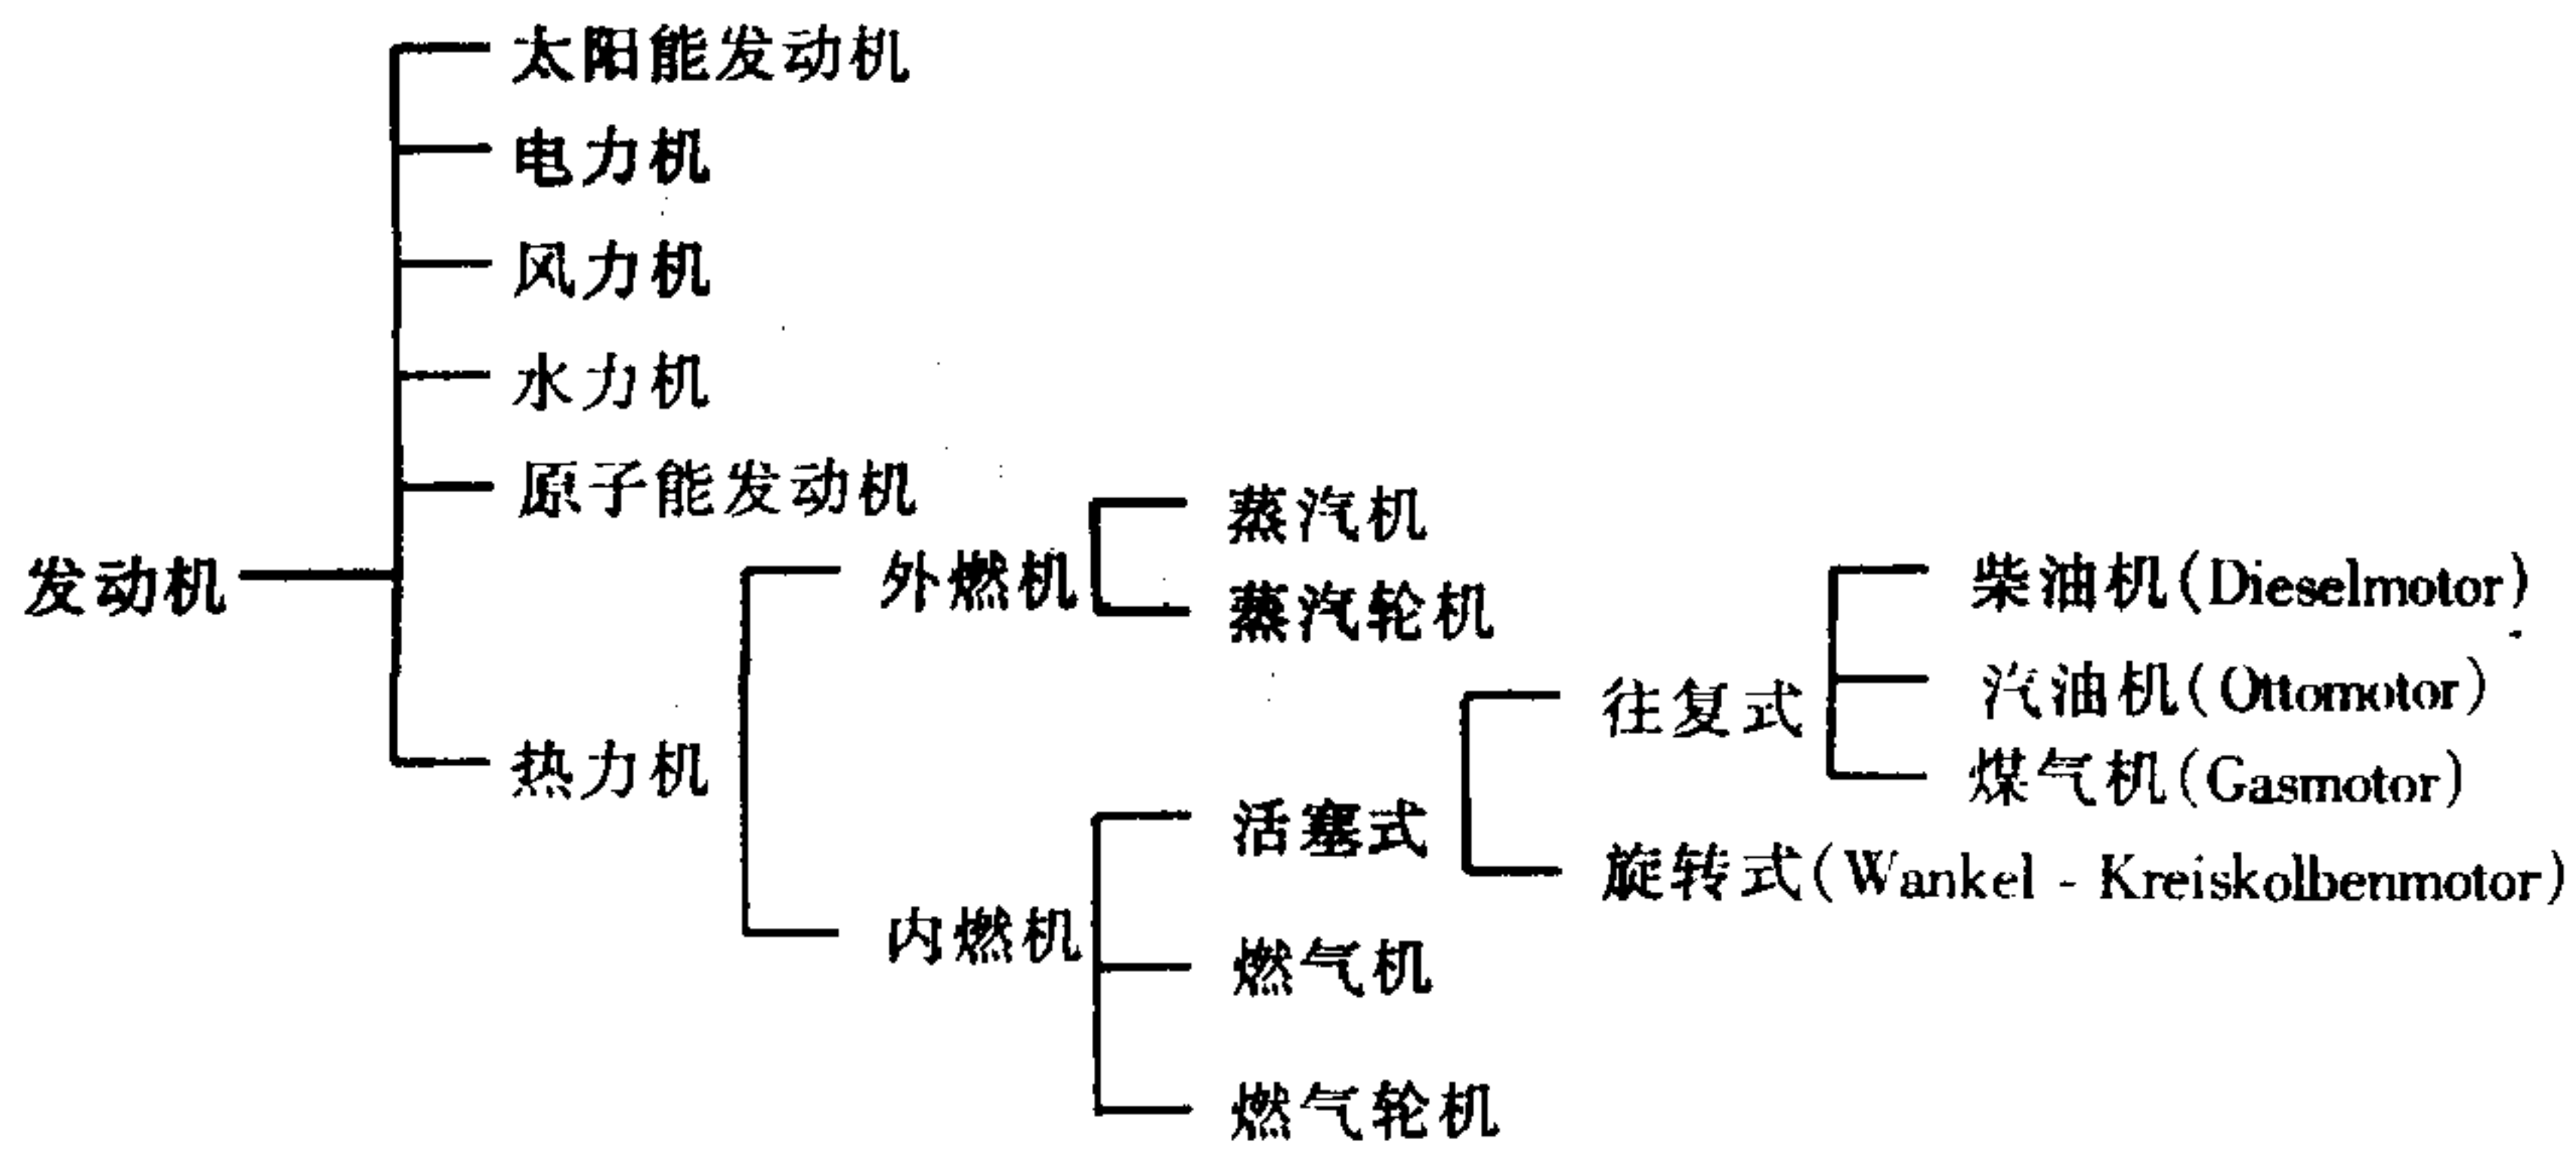 太阳能发动机
电力机
风力机
水力机
原子能发动机
发动机
热力机
外燃机
蒸汽机
蒸汽轮机
内燃机
活塞式
燃气机
燃气轮机
往复式
柴油机(Dieselmotor)
汽油机(Ottomotor)
煤气机(Gasmotor)
旋转式(Wankel - Kreiskolbenmotor)